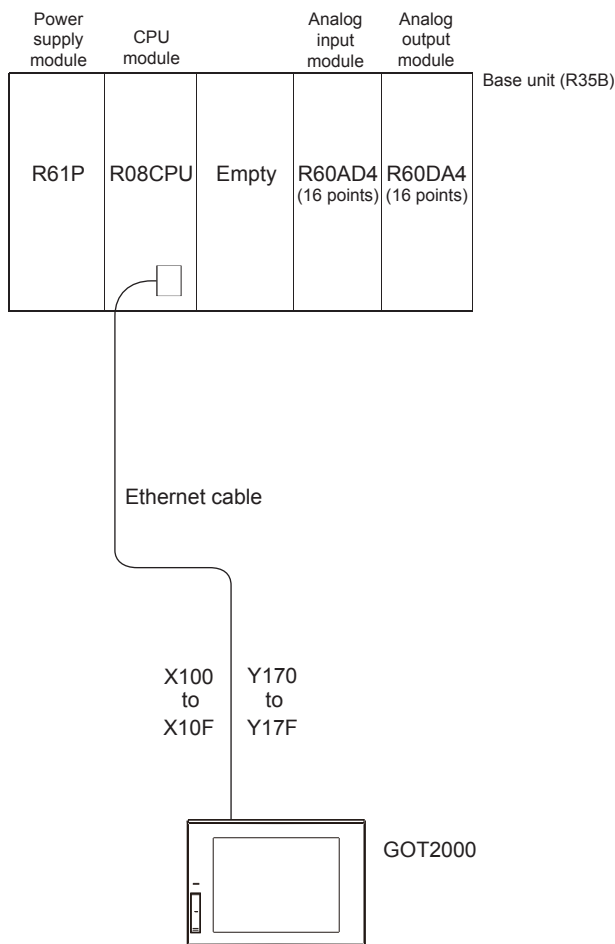 Power
supply
module
CPU
module
Analog
input
module
Analog
output
module
Base unit (R35B)
R61P
R08CPU
Empty
R60AD4
(16 points)
R60DA4
(16 points)
Ethernet cable
X100
to
X10F
Y170
to
Y17F
GOT2000